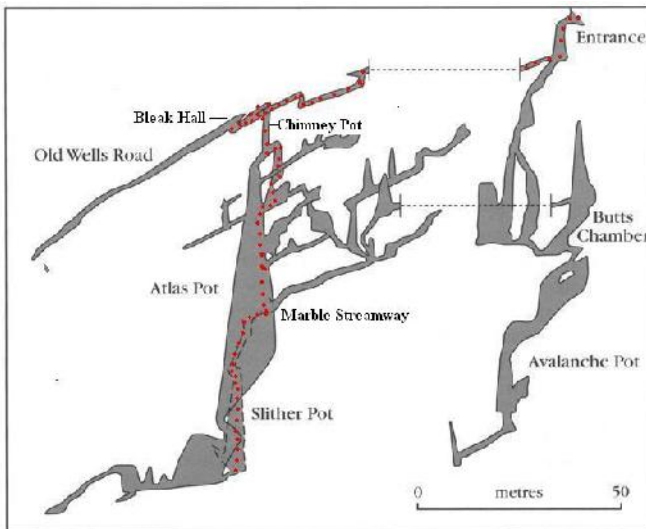 Entrance
Bleak Hall
Chimney Pot
Old Wells Road
Butts
Chamber
Atlas Pot
Marble Streamway
Avalanche Pot
Slither Pot
metres
0
50